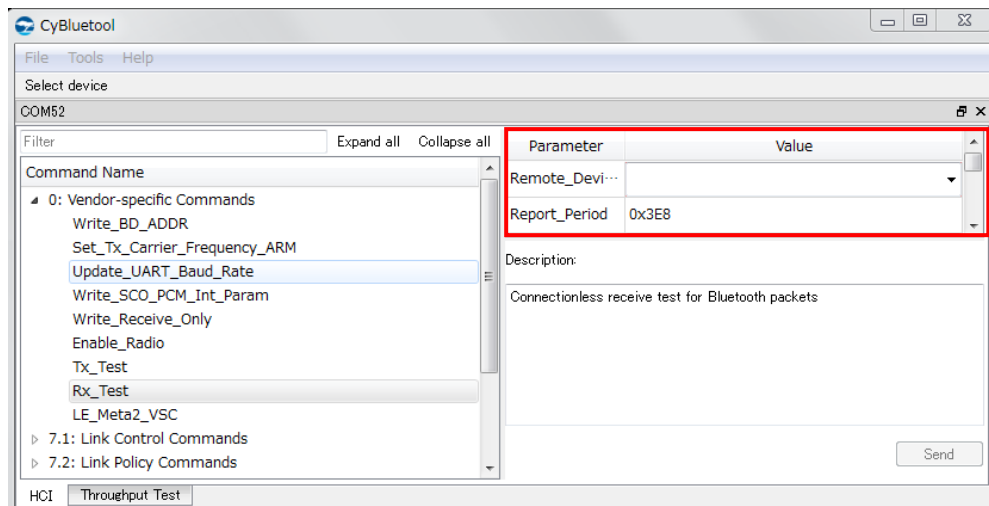 CyBluetool
File Tools Help
Select device
COM52
Filter Expand all Collapse all
Command Name
0: Vendor-specific Commands
Write_BD_ADDR
Set_Tx_Carrier_Frequency_ARM
Update_UART_Baud_Rate
Write_SCO_PCM_Int_Param
Write_Receive_Only
Enable_Radio
Tx_Test
Rx_Test
LE_Meta2_VSC
7.1: Link Control Commands
7.2: Link Policy Commands
Parameter Value
Remote_Devi…
Report_Period 0x3E8
Description:
Connectionless receive test for Bluetooth packets
Send
HCI Throughput Test